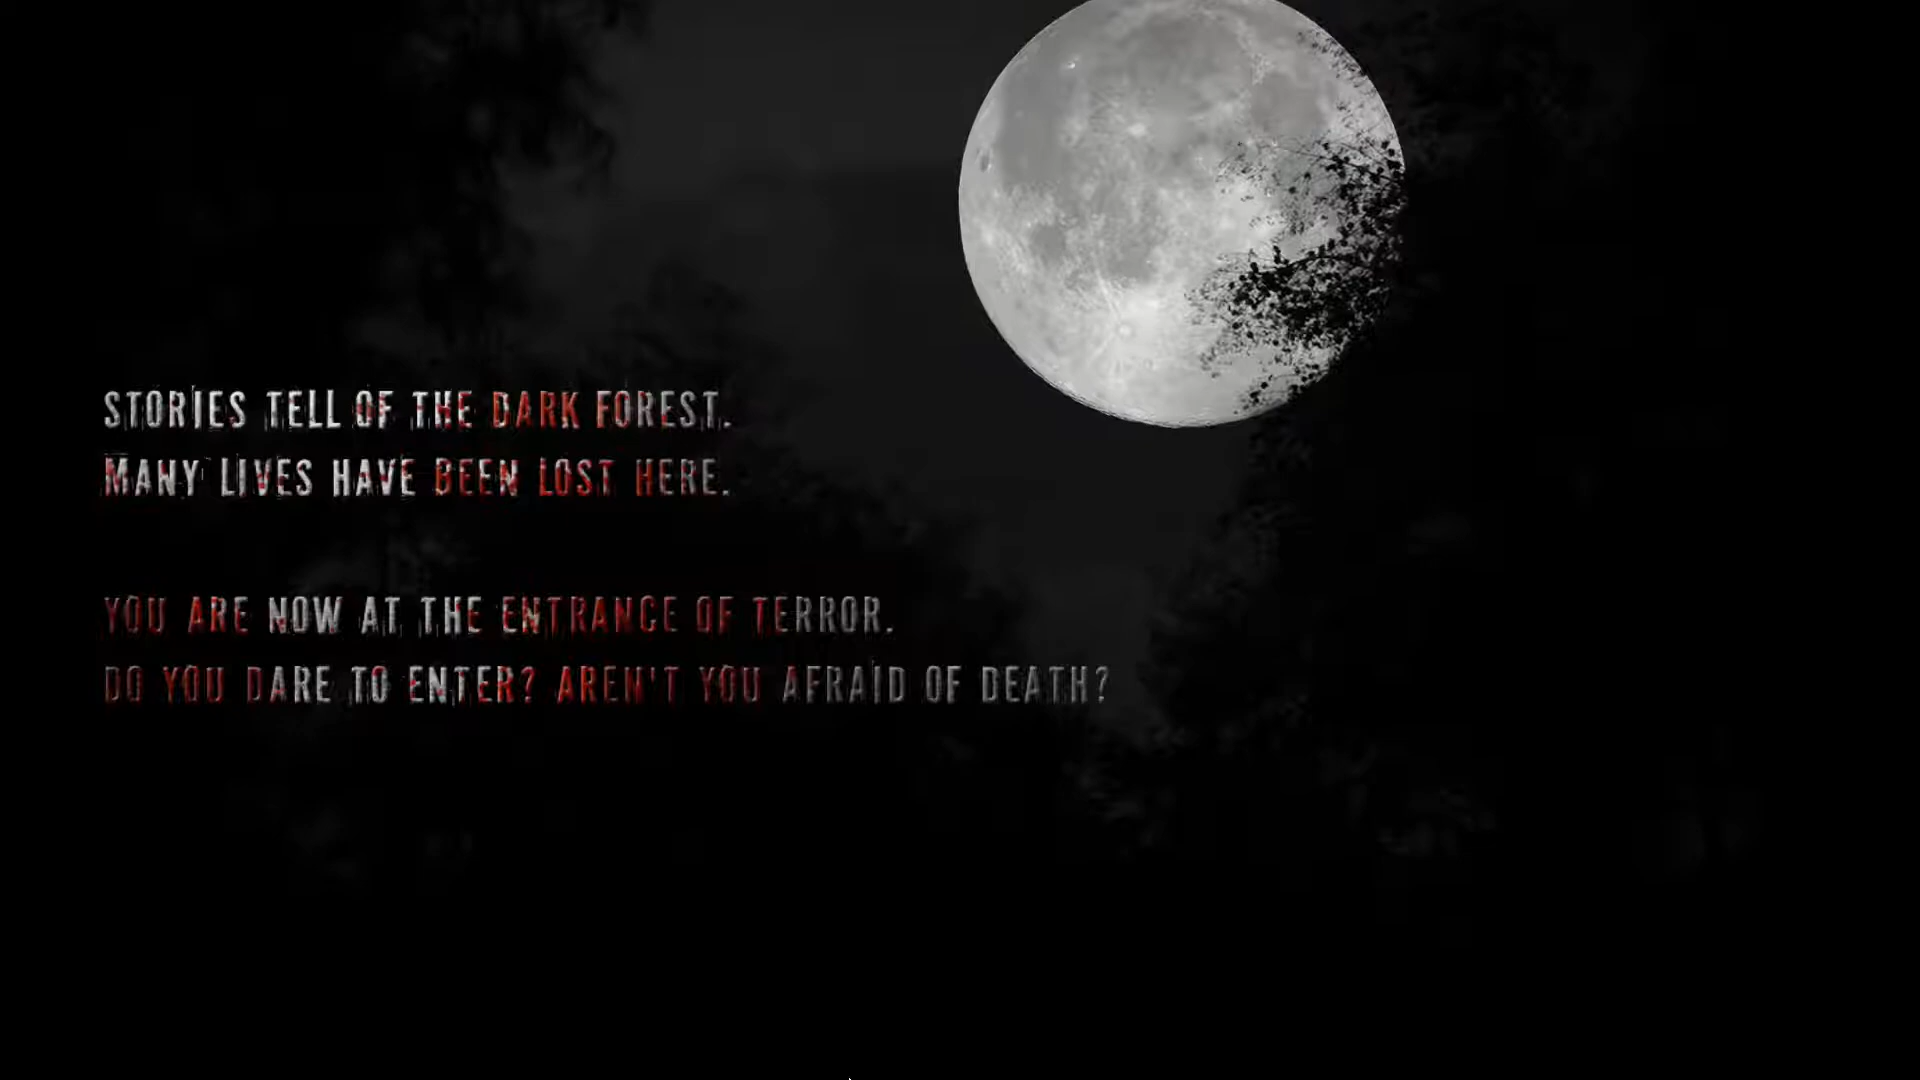 STORIES TELL OF THE DARK FOREST.
MANY LIVES HAVE BEEN LOST HERE.
YOU ARE NOW AT THE ENTRANCE OF TERROR.
DO YOU DARE TO ENTER? AREN'T YOU AFRAID OF DEATH?